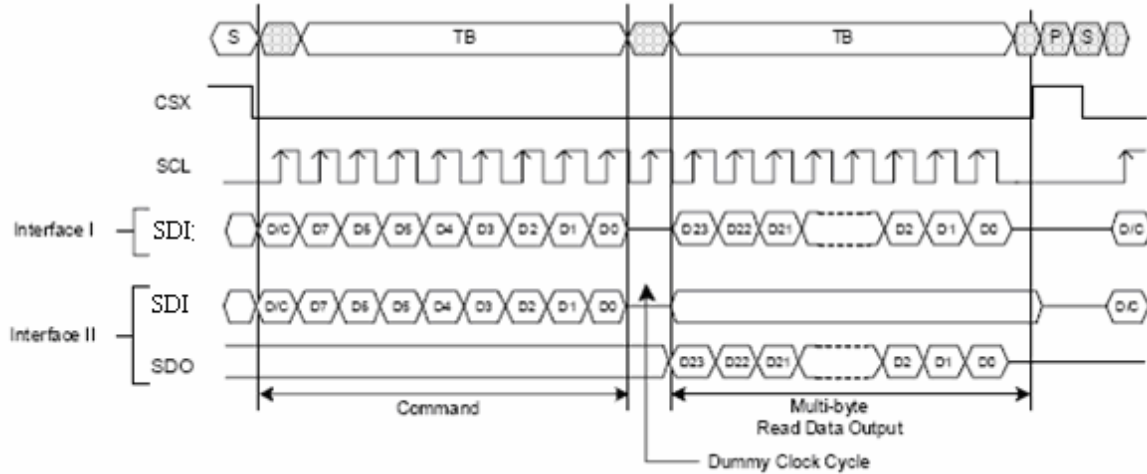 S TB TB P S
CSX
SCL
Interface I SDI D/C D7 D6 D5 D4 D3 D2 D1 D0 D23 D22 D21 D2 D1 D0 D/C
SDI D/C D7 D6 D5 D4 D3 D2 D1 D0 D/C
Interface II
SDO D23 D22 D21 D2 D1 D0
Command
Multi-byte
Read Data Output
Dummy Clock Cycle